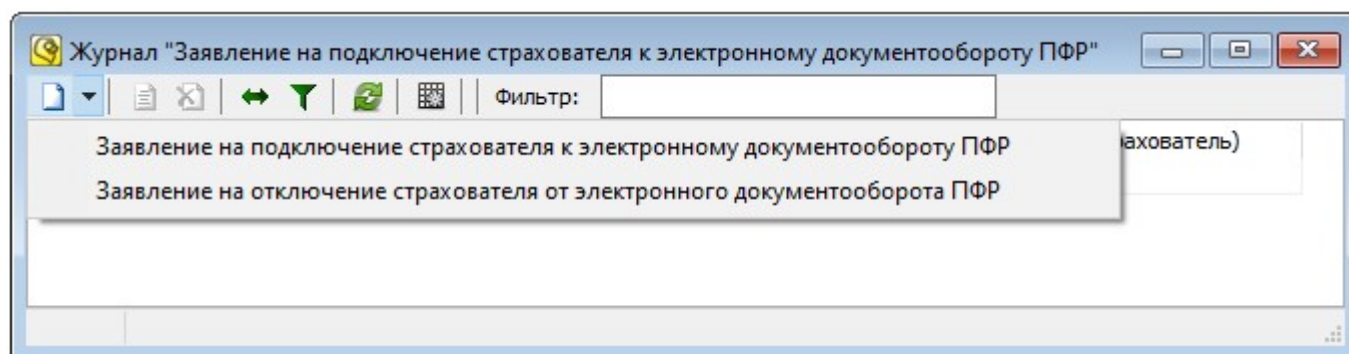 Журнал "Заявление на подключение страхователя к электронному документообороту ПФР"
Фильтр:
Заявление на подключение страхователя к электронному документообороту ПФР
Заявление на отключение страхователя от электронного документооборота ПФР